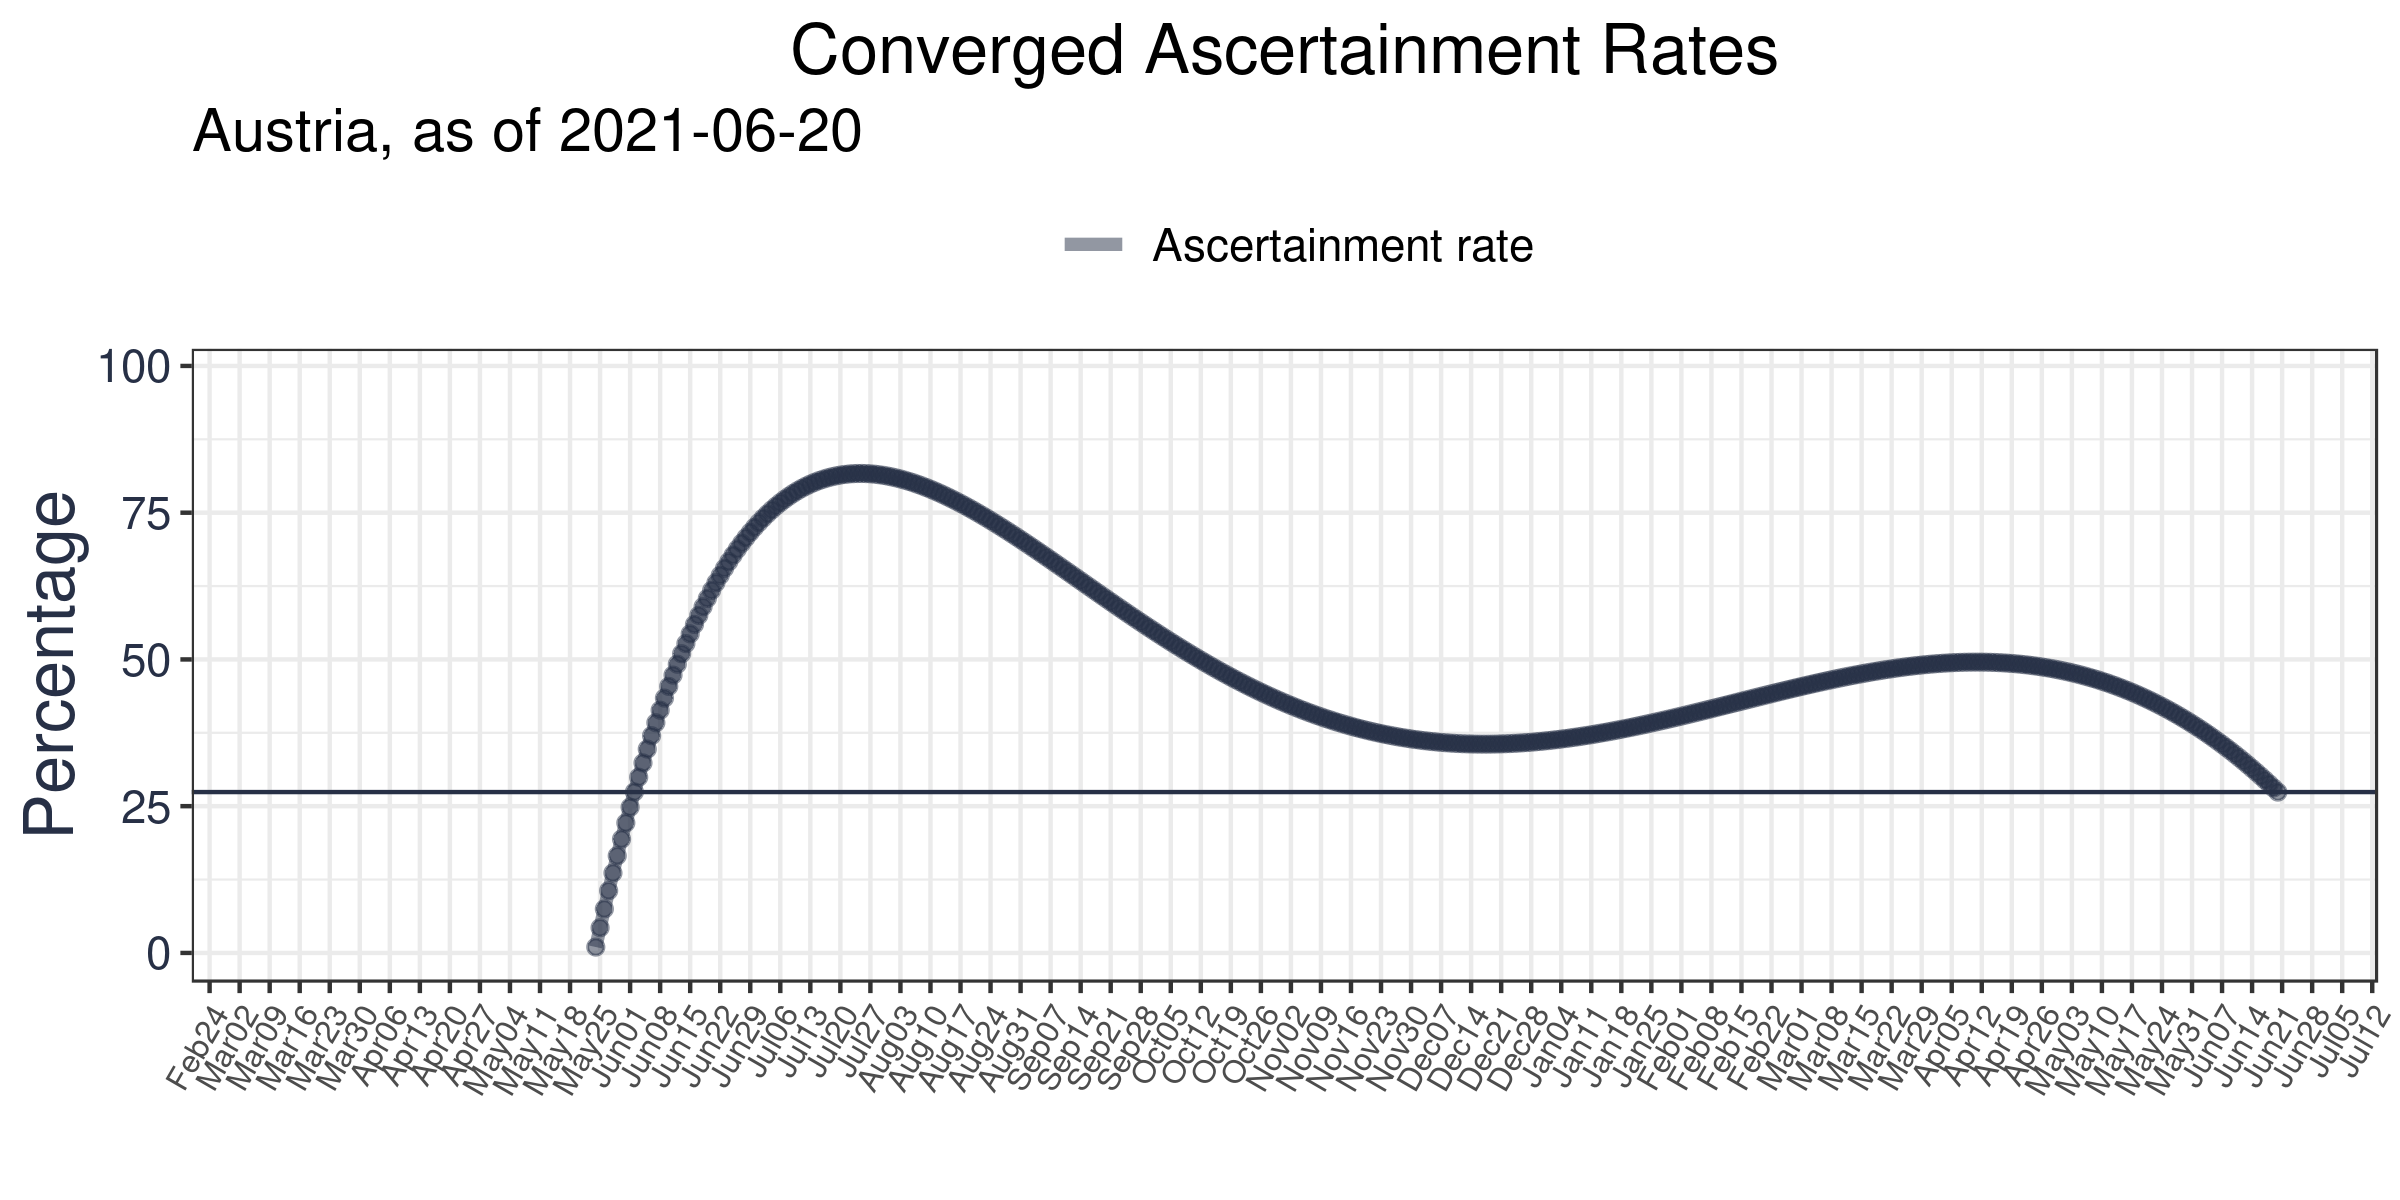 Converged Ascertainment Rates
Austria, as of 2021-06-20
Ascertainment rate
Percentage
100
75
50
25
0
Feb24
Mar02
Mar09
Mar16
Mar23
Mar30
Apr06
Apr13
Apr20
Apr27
May04
May11
May18
May25
Jun01
Jun08
Jun15
Jun22
Jun29
Jul06
Jul13
Jul20
Jul27
Aug03
Aug10
Aug17
Aug24
Aug31
Sep07
Sep14
Sep21
Sep28
Oct05
Oct12
Oct19
Oct26
Nov02
Nov09
Nov16
Nov23
Nov30
Dec07
Dec14
Dec21
Dec28
Jan04
Jan11
Jan18
Jan25
Feb01
Feb08
Feb15
Feb22
Mar01
Mar08
Mar15
Mar22
Mar29
Apr05
Apr12
Apr19
Apr26
May03
May10
May17
May24
May31
Jun07
Jun14
Jun21
Jun28
Jul05
Jul12